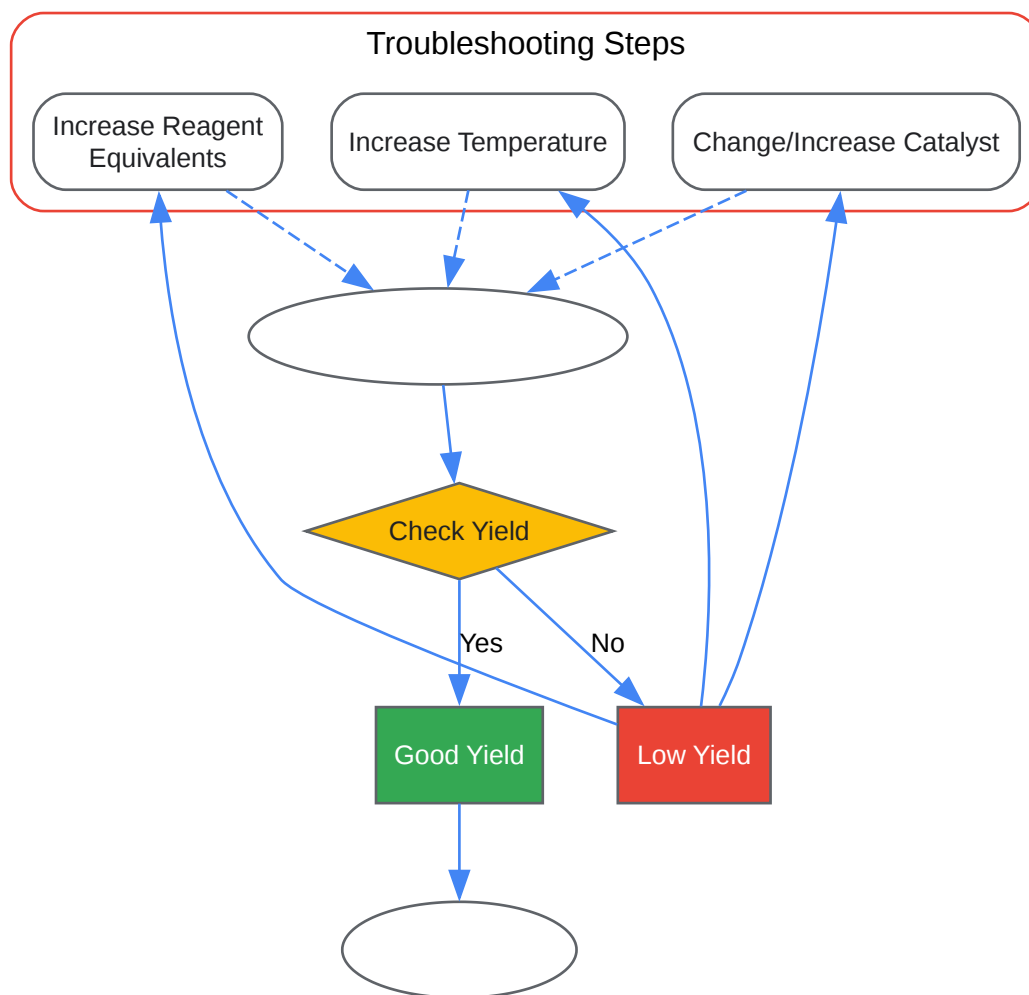 Troubleshooting Steps
Increase Reagent
Equivalents
Increase Temperature
Change/Increase Catalyst
Check Yield
Yes
No
Good Yield
Low Yield